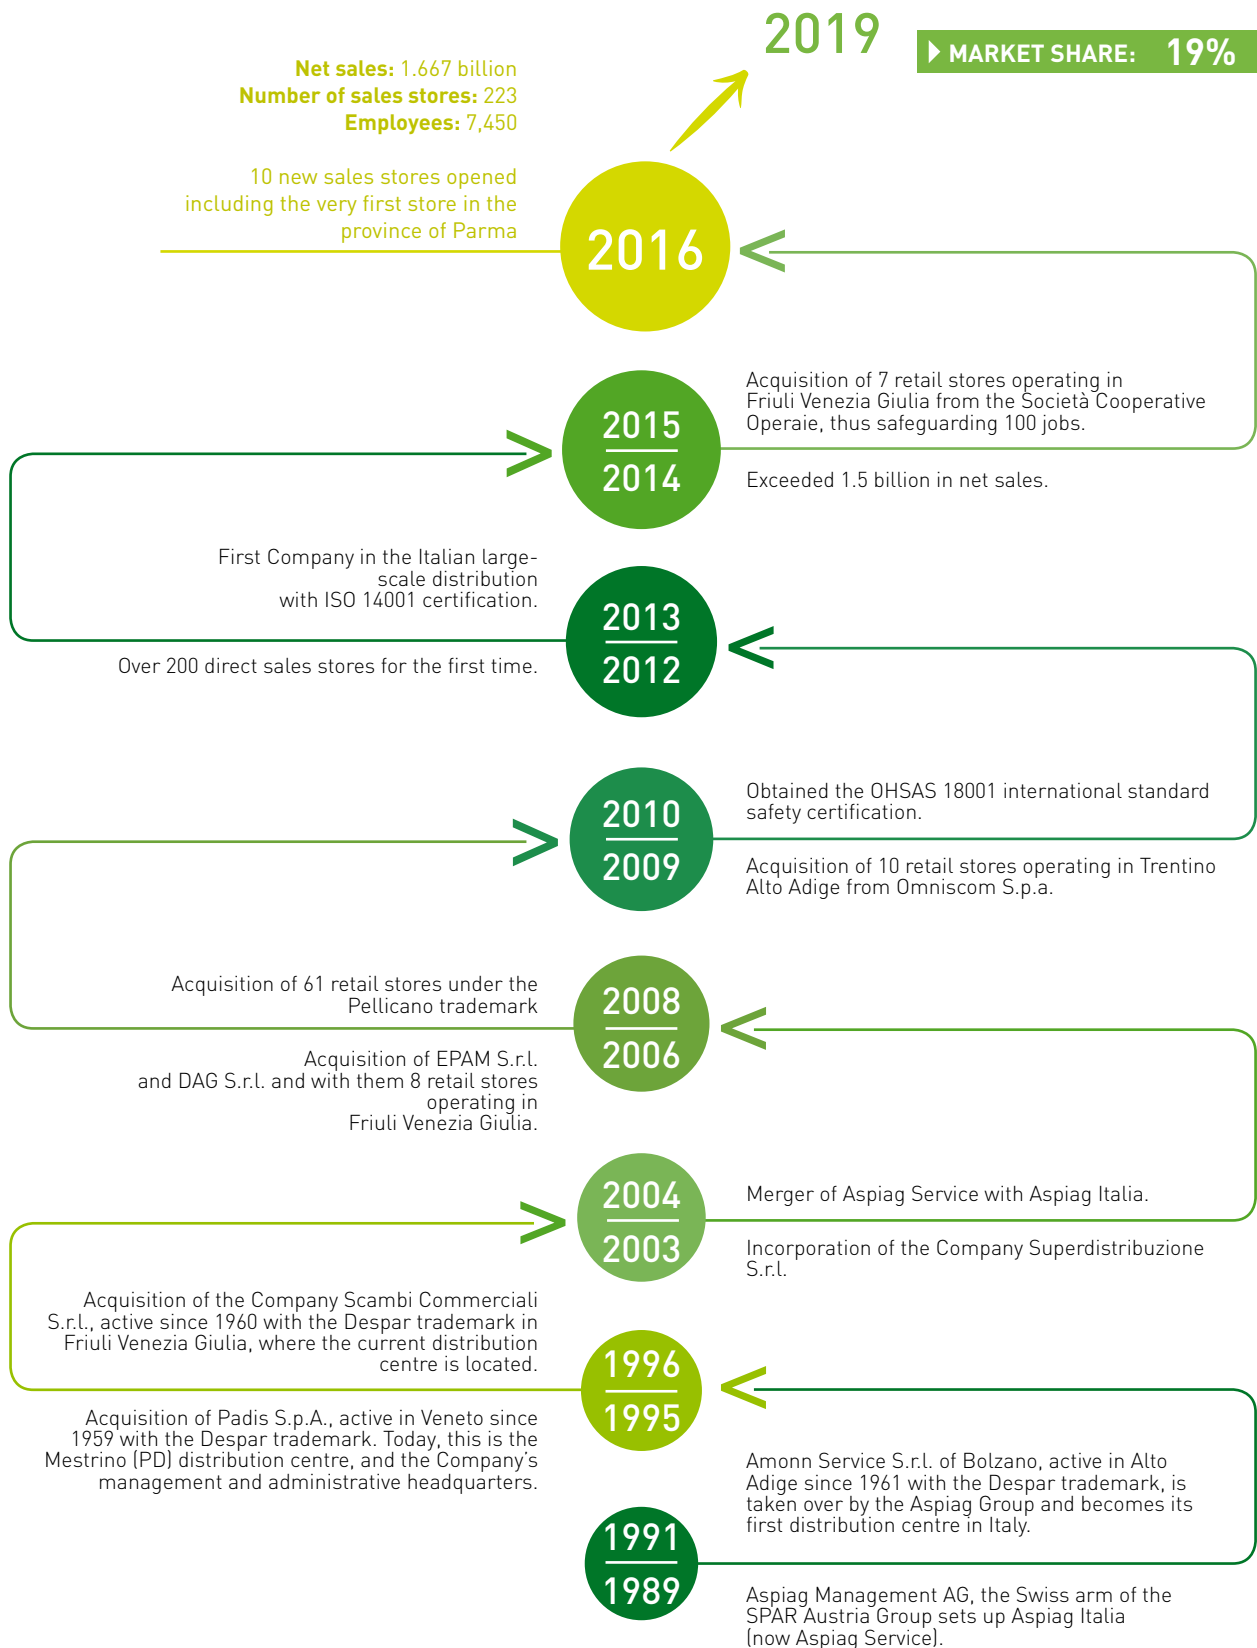 2019
MARKET SHARE: 19%
Net sales: 1.667 billion
Number of sales stores: 223
Employees: 7,450
10 new sales stores opened
including the very first store in the
province of Parma
2016
Acquisition of 7 retail stores operating in
Friuli Venezia Giulia from the Società Cooperative
Operaie, thus safeguarding 100 jobs.
2015
2014
Exceeded 1.5 billion in net sales.
First Company in the Italian large-
scale distribution
with ISO 14001 certification.
2013
2012
Over 200 direct sales stores for the first time.
Obtained the OHSAS 18001 international standard
safety certification.
2010
2009
Acquisition of 10 retail stores operating in Trentino
Alto Adige from Omniscom S.p.a.
Acquisition of 61 retail stores under the
Pellicano trademark
2008
2006
Acquisition of EPAM S.r.l.
and DAG S.r.l. and with them 8 retail stores
operating in
Friuli Venezia Giulia.
Merger of Aspiag Service with Aspiag Italia.
2004
2003
Incorporation of the Company Superdistribuzione
S.r.l.
Acquisition of the Company Scambi Commerciali
S.r.l., active since 1960 with the Despar trademark in
Friuli Venezia Giulia, where the current distribution
centre is located.
1996
1995
Acquisition of Padis S.p.A., active in Veneto since
1959 with the Despar trademark. Today, this is the
Mestrino (PD) distribution centre, and the Company’s
management and administrative headquarters.
Amonn Service S.r.l. of Bolzano, active in Alto
Adige since 1961 with the Despar trademark, is
taken over by the Aspiag Group and becomes its
first distribution centre in Italy.
1991
1989
Aspiag Management AG, the Swiss arm of the
SPAR Austria Group sets up Aspiag Italia
(now Aspiag Service).